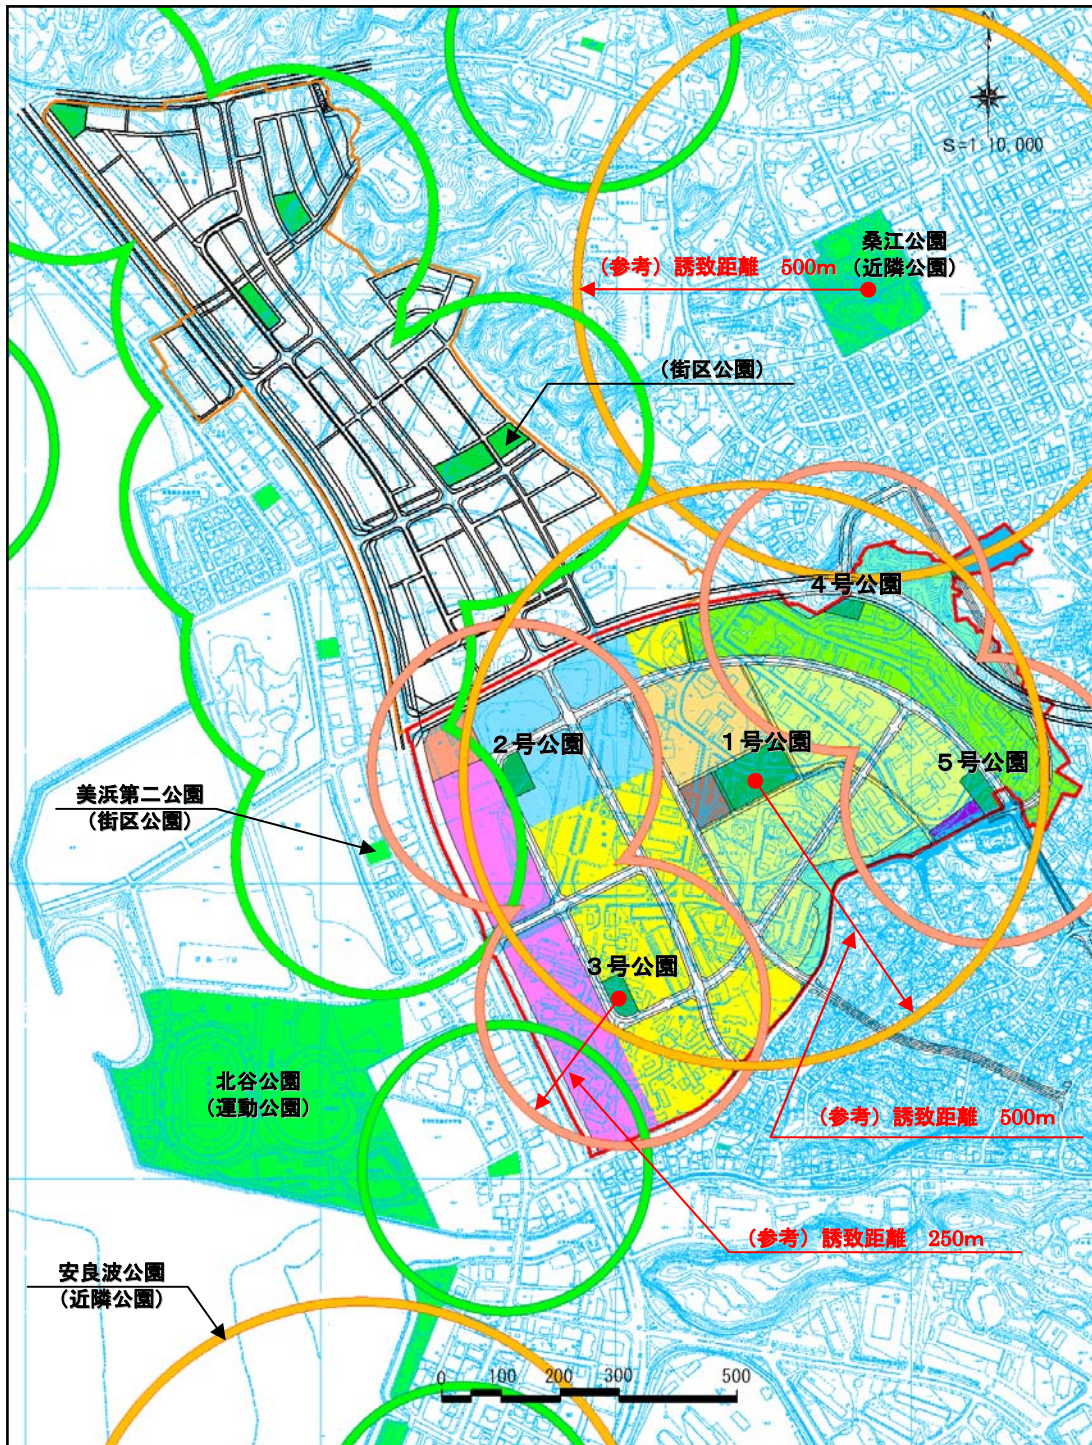 N
S=1:10,000
桑江公園
(近隣公園)
(参考) 誘致距離 500m
(街区公園)
4号公園
2号公園
1号公園
5号公園
美浜第二公園
(街区公園)
3号公園
北谷公園
(運動公園)
(参考) 誘致距離 500m
(参考) 誘致距離 250m
安良波公園
(近隣公園)
0 100 200 300 500